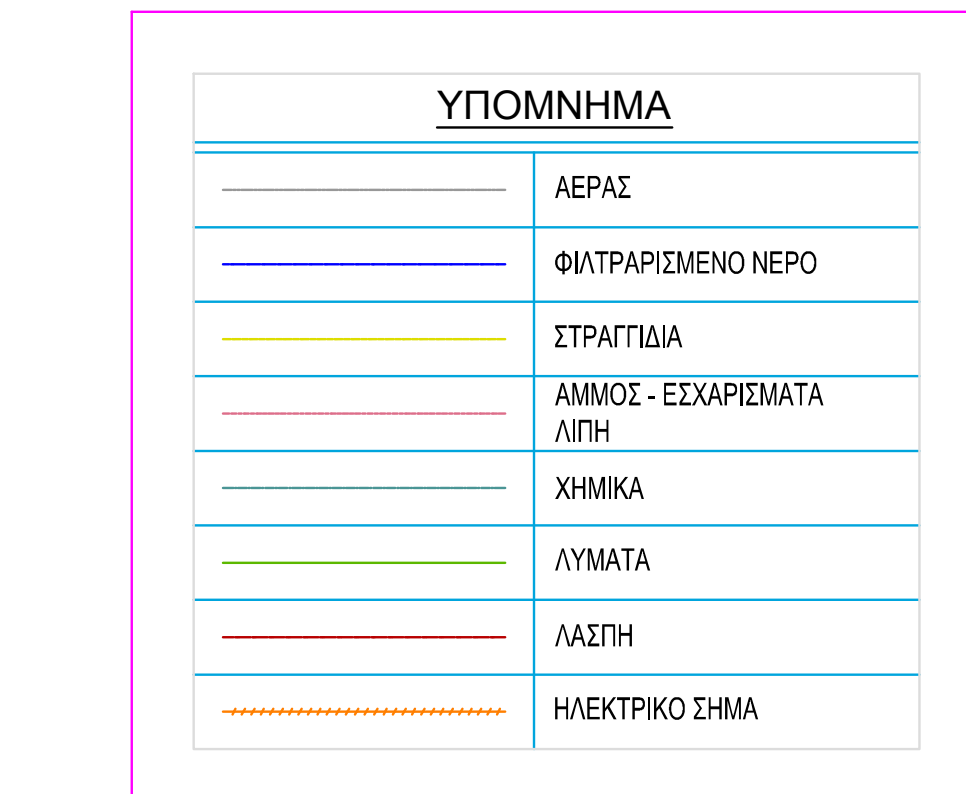 ΥΠΟΜΝΗΜΑ
ΑΕΡΑΣ
ΦΙΛΤΡΑΡΙΣΜΕΝΟ ΝΕΡΟ
ΣΤΡΑΓΓΙΔΙΑ
ΑΜΜΟΣ - ΕΣΧΑΡΙΣΜΑΤΑ
ΛΙΠΗ
ΧΗΜΙΚΑ
ΛΥΜΑΤΑ
ΛΑΣΠΗ
ΗΛΕΚΤΡΙΚΟ ΣΗΜΑ